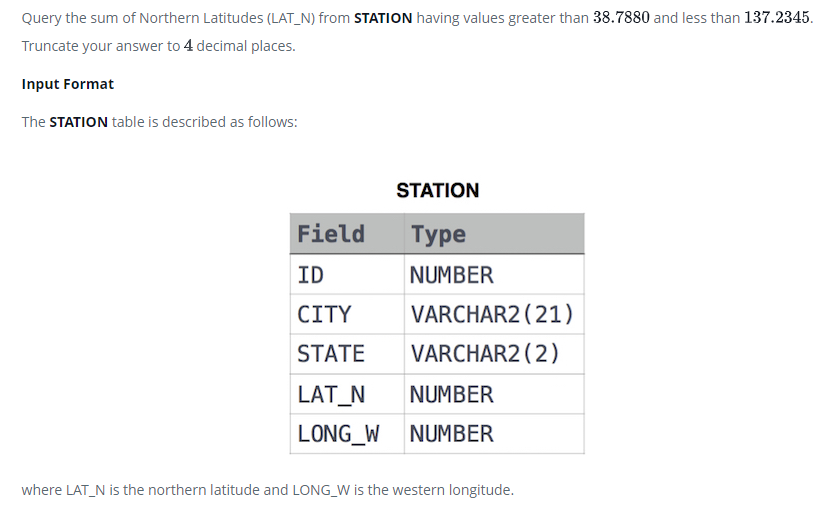 Query the sum of Northern Latitudes (LAT_N) from STATION having values greater than 38.7880 and less than 137.2345.
Truncate your answer to 4 decimal places.
Input Format
The STATION table is described as follows:
STATION
Field Type
ID NUMBER
CITY VARCHAR2(21)
STATE VARCHAR2(2)
LAT_N NUMBER
LONG_W NUMBER
where LAT_N is the northern latitude and LONG_W is the western longitude.